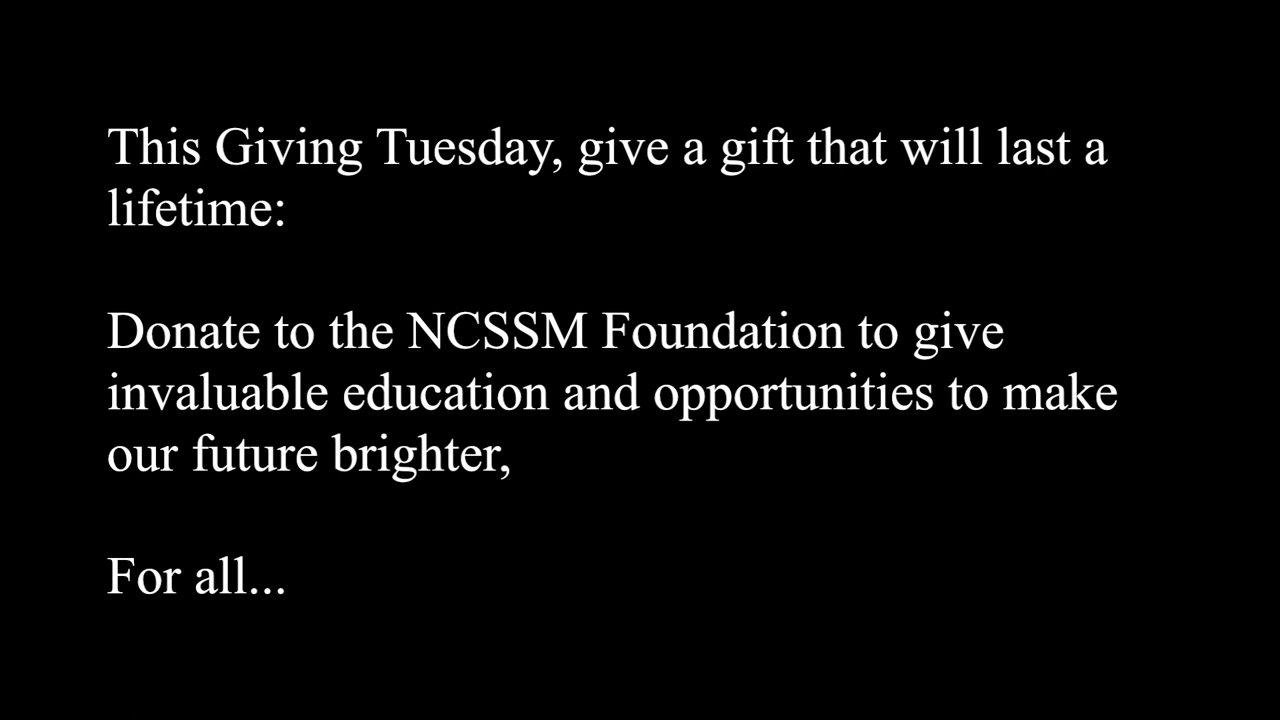 This Giving Tuesday, give a gift that will last a
lifetime:
Donate to the NCSSM Foundation to give
invaluable education and opportunities to make
our future brighter,
For all...